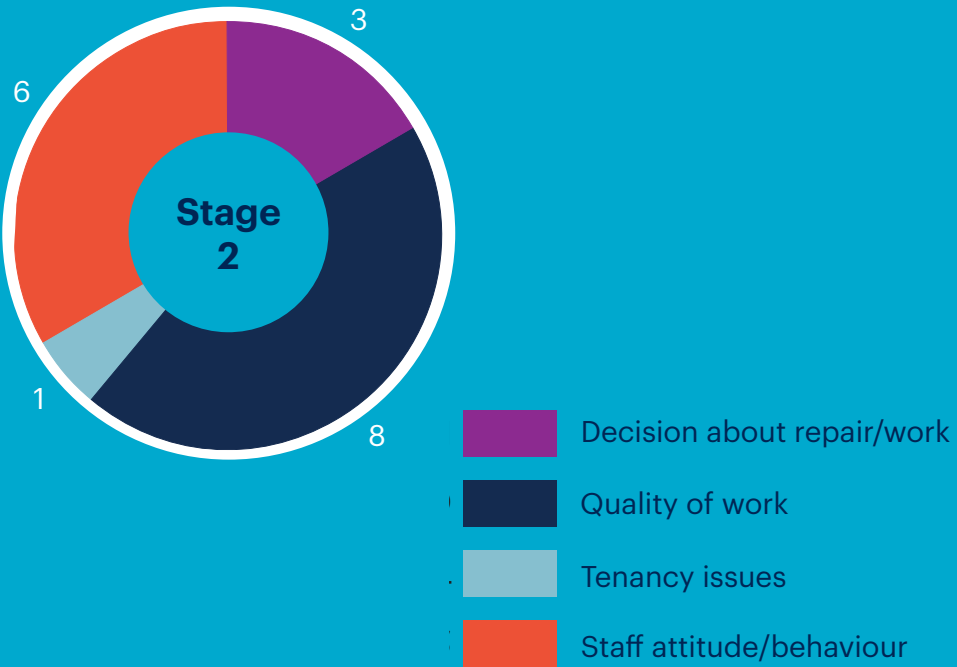 3
6
Stage
2
1
8
Decision about repair/work
Quality of work
Tenancy issues
Staff attitude/behaviour